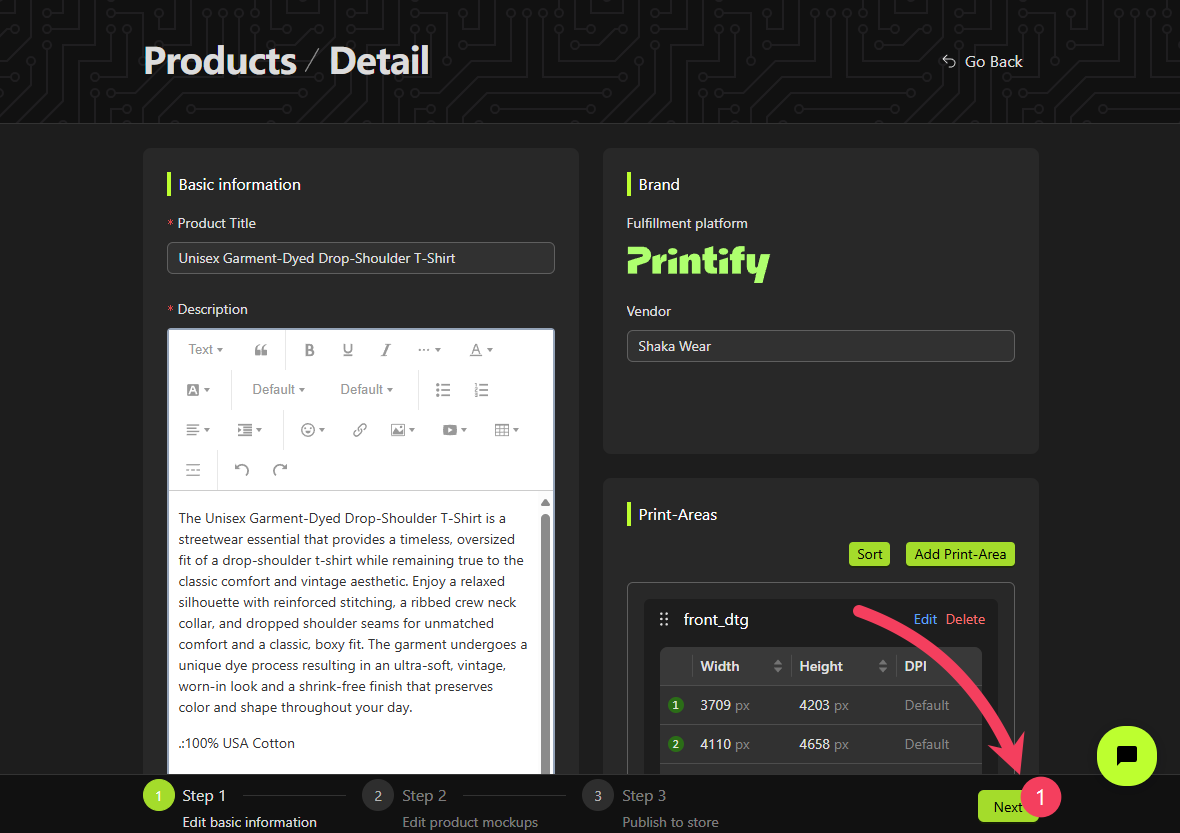 Products / Detail
Go Back
Basic information
* Product Title
Unisex Garment-Dyed Drop-Shoulder T-Shirt
* Description
Text
B U I ... A
A Default Default
The Unisex Garment-Dyed Drop-Shoulder T-Shirt is a
streetwear essential that provides a timeless, oversized
fit of a drop-shoulder t-shirt while remaining true to the
classic comfort and vintage aesthetic. Enjoy a relaxed
silhouette with reinforced stitching, a ribbed crew neck
collar, and dropped shoulder seams for unmatched
comfort and a classic, boxy fit. The garment undergoes a
unique dye process resulting in an ultra-soft, vintage,
worn-in look and a shrink-free finish that preserves
color and shape throughout your day.
.:100% USA Cotton
Brand
Fulfillment platform
Printify
Vendor
Shaka Wear
Print-Areas
Sort Add Print-Area
front_dtg Edit Delete
Width Height DPI
1 3709 px 4203 px Default
2 4110 px 4658 px Default
1 Step 1 2 Step 2 3 Step 3
Edit basic information Edit product mockups Publish to store
Next 1